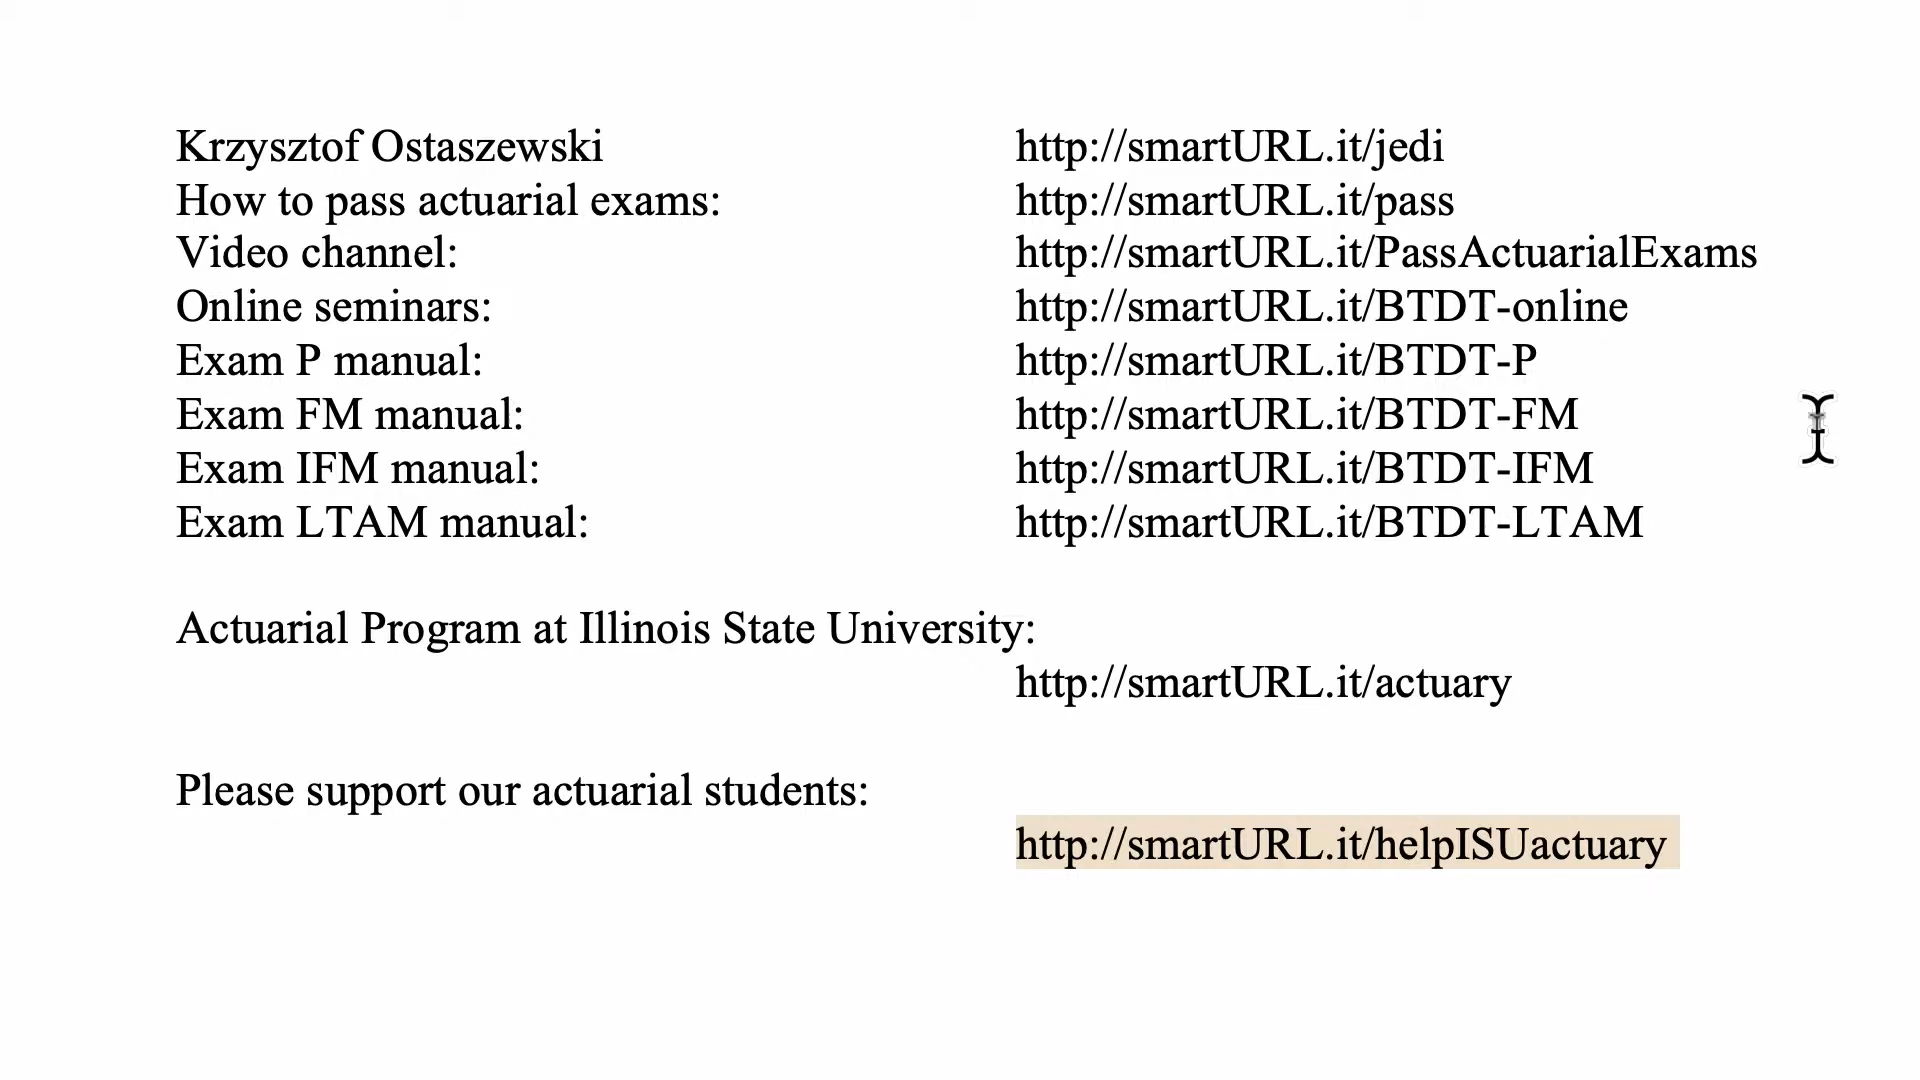 Krzysztof Ostaszewski http://smartURL.it/jedi
How to pass actuarial exams: http://smartURL.it/pass
Video channel: http://smartURL.it/PassActuarialExams
Online seminars: http://smartURL.it/BTDT-online
Exam P manual: http://smartURL.it/BTDT-P
Exam FM manual: http://smartURL.it/BTDT-FM
Exam IFM manual: http://smartURL.it/BTDT-IFM
Exam LTAM manual: http://smartURL.it/BTDT-LTAM
Actuarial Program at Illinois State University:
http://smartURL.it/actuary
Please support our actuarial students:
http://smartURL.it/helpISUactuary